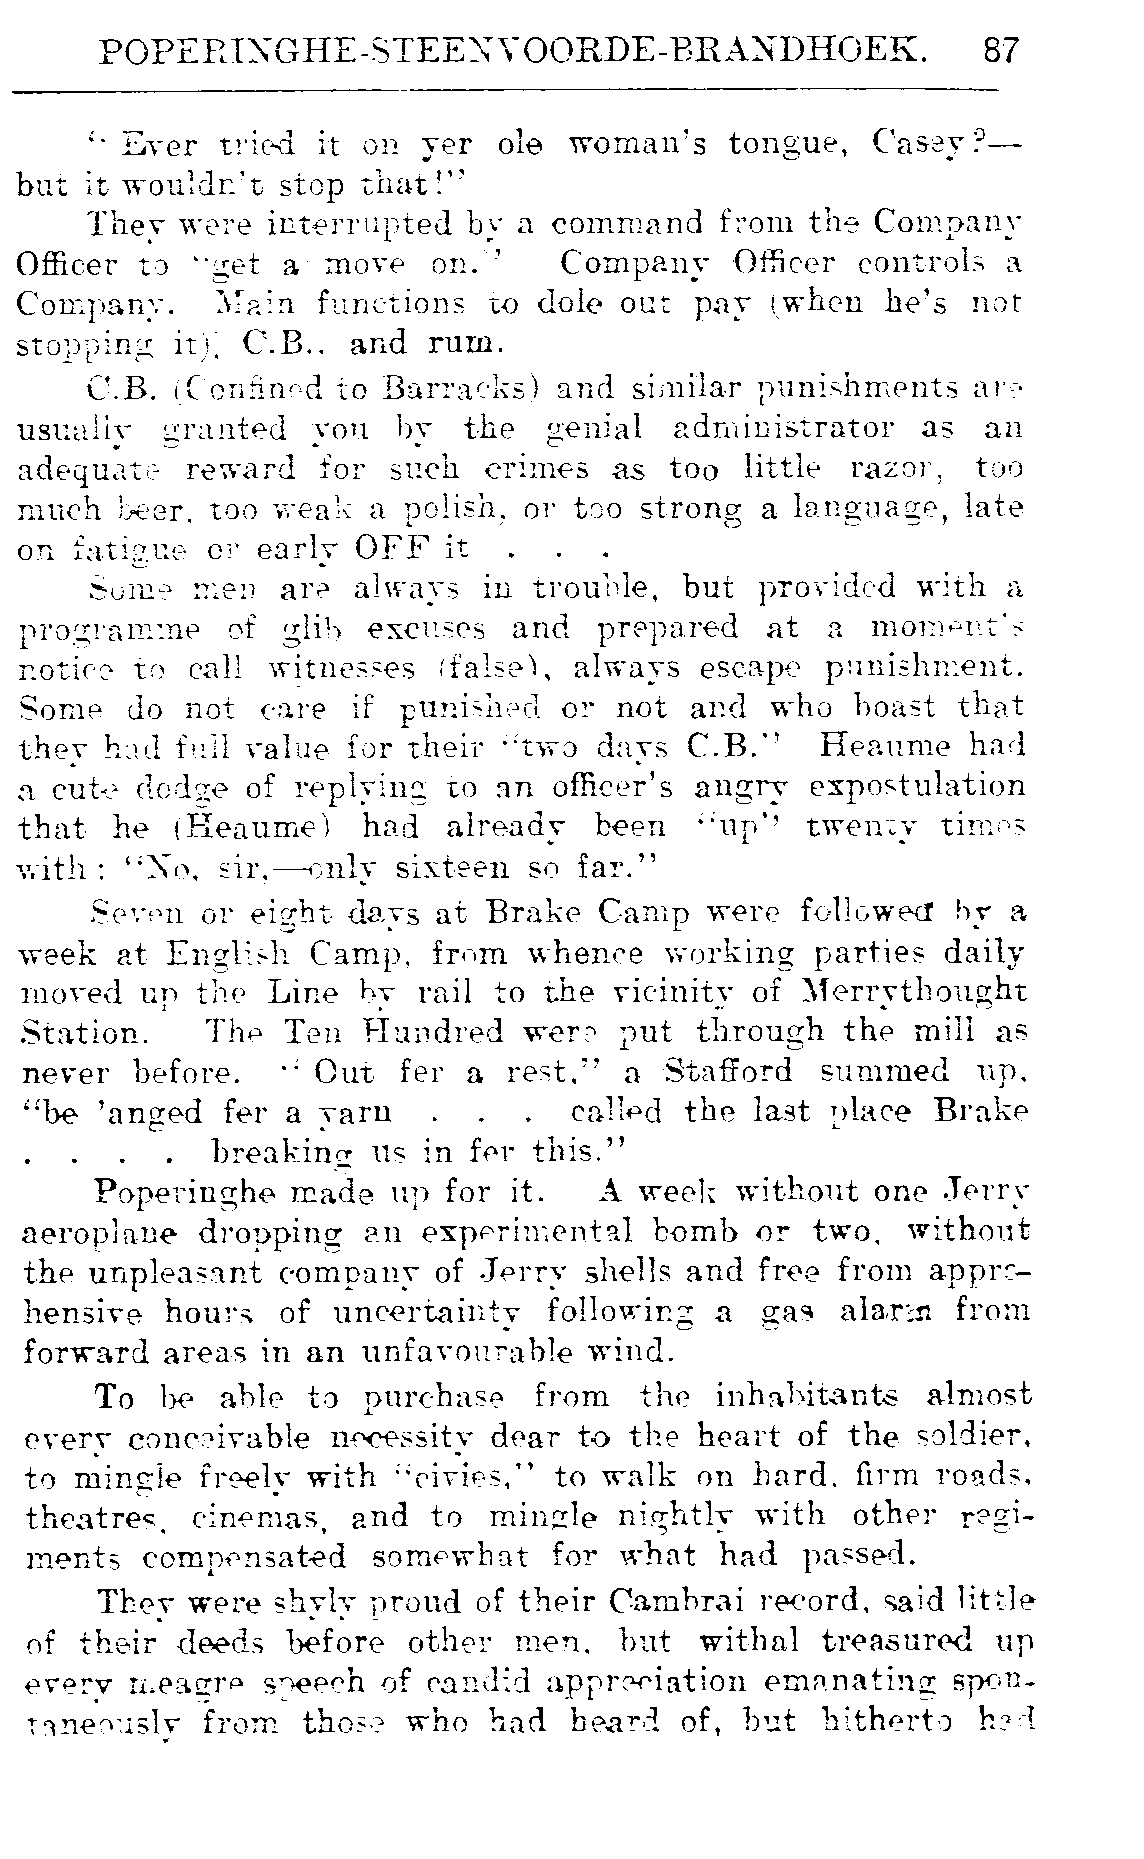 POPERINGHE-STEENVOORDE-BRANDHOEK. 87
" Ever tried it on yer ole woman's tongue, Casey?—
but it wouldn't stop that!"
They were interrupted by a command from the Company
Officer to "get a move on." Company Officer controls a
Company. Main functions to dole out pay (when he's not
stopping it), C.B., and rum.
C.B. (Confined to Barracks) and similar punishments are
usually granted you by the genial administrator as an
adequate reward for such crimes as too little razor, too
much beer, too weak a polish, or too strong a language, late
on fatigue or early OFF it . . .
Some men are always in trouble, but provided with a
programme of glib excuses and prepared at a moment's
notice to call witnesses (false), always escape punishment.
Some do not care if punished or not and who boast that
they had full value for their "two days C.B." Heaume had
a cute dodge of replying to an officer's angry expostulation
that he (Heaume) had already been "up" twenty times
with : "No, sir,—only sixteen so far."
Seven or eight days at Brake Camp were followed by a
week at English Camp, from whence working parties daily
moved up the Line by rail to the vicinity of Merrythought
Station. The Ten Hundred were put through the mill as
never before. " Out fer a rest," a Stafford summed up,
"be 'anged fer a yarn . . . called the last place Brake
. . . . breaking us in fer this."
Poperinghe made up for it. A week without one Jerry
aeroplane dropping an experimental bomb or two, without
the unpleasant company of Jerry shells and free from appre-
hensive hours of uncertainty following a gas alarm from
forward areas in an unfavourable wind.
To be able to purchase from the inhabitants almost
every conceivable necessity dear to the heart of the soldier,
to mingle freely with "civies," to walk on hard, firm roads,
theatres, cinemas, and to mingle nightly with other regi-
ments compensated somewhat for what had passed.
They were shyly proud of their Cambrai record, said little
of their deeds before other men, but withal treasured up
every meagre speech of candid appreciation emanating spon-
taneously from those who had heard of, but hitherto had